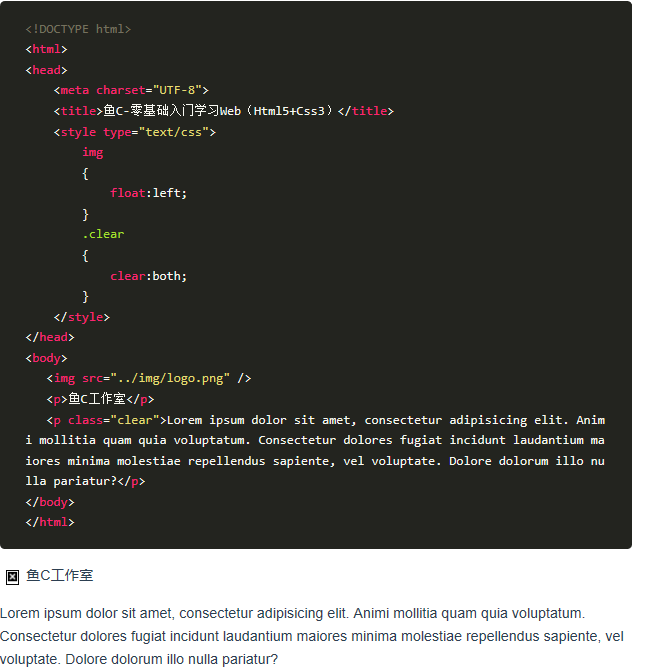 <!DOCTYPE html>
<html>
<head>
    <meta charset="UTF-8">
    <title>鱼C-零基础入门学习Web（Html5+Css3）</title>
    <style type="text/css">
        img
        {
            float:left;
        }
        .clear
        {
            clear:both;
        }
    </style>
</head>
<body>
   <img src="../img/logo.png" />
   <p>鱼C工作室</p>
   <p class="clear">Lorem ipsum dolor sit amet, consectetur adipisicing elit. Anim
i mollitia quam quia voluptatum. Consectetur dolores fugiat incidunt laudantium ma
iores minima molestiae repellendus sapiente, vel voluptate. Dolore dolorum illo nu
lla pariatur?</p>
</body>
</html>
鱼C工作室
Lorem ipsum dolor sit amet, consectetur adipisicing elit. Animi mollitia quam quia voluptatum.
Consectetur dolores fugiat incidunt laudantium maiores minima molestiae repellendus sapiente, vel
voluptate. Dolore dolorum illo nulla pariatur?